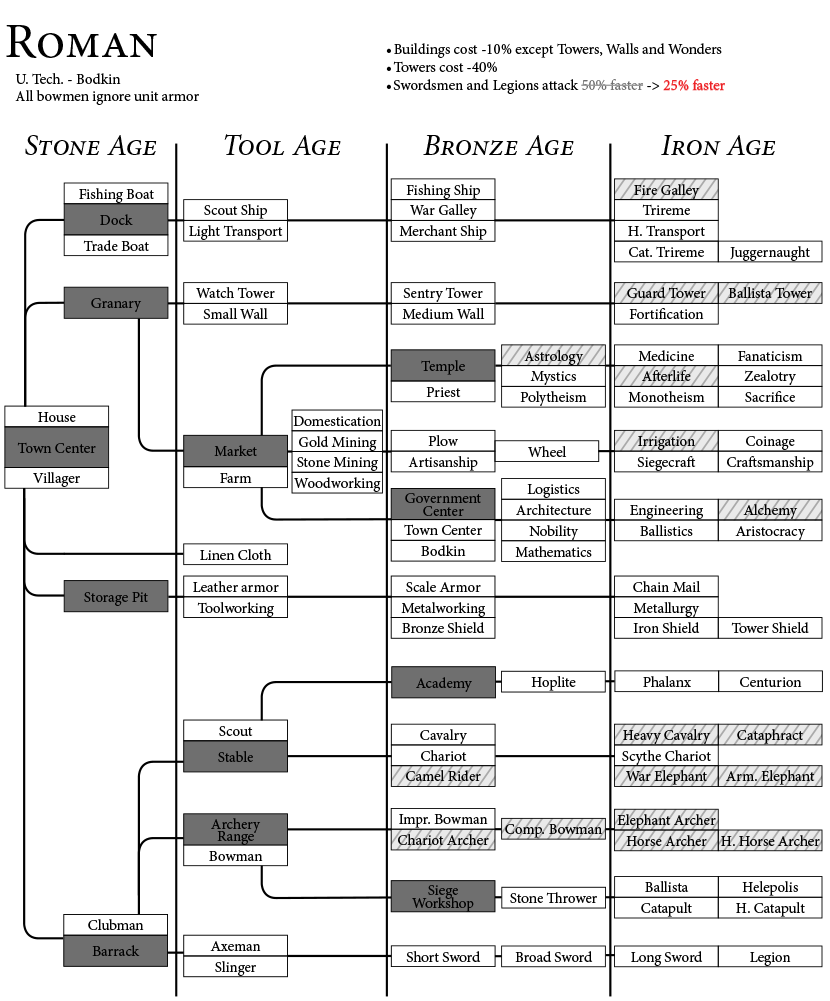 ROMAN
U. Tech. - Bodkin
All bowmen ignore unit armor
•Buildings cost -10% except Towers, Walls and Wonders
•Towers cost -40%
•Swordsmen and Legions attack 50% faster -> 25% faster
STONE AGE
TOOL AGE
BRONZE AGE
IRON AGE
Fishing Boat
Dock
Trade Boat
Scout Ship
Light Transport
Fishing Ship
War Galley
Merchant Ship
Fire Galley
Trireme
H. Transport
Cat. Trireme
Juggernaught
Granary
Watch Tower
Small Wall
Sentry Tower
Medium Wall
Guard Tower
Ballista Tower
Fortification
Temple
Priest
Astrology
Mystics
Polytheism
Medicine
Fanaticism
Afterlife
Zealotry
Monotheism
Sacrifice
House
Town Center
Villager
Market
Farm
Domestication
Gold Mining
Stone Mining
Woodworking
Plow
Artisanship
Wheel
Irrigation
Coinage
Siegecraft
Craftsmanship
Government
Center
Town Center
Bodkin
Logistics
Architecture
Nobility
Mathematics
Engineering
Alchemy
Ballistics
Aristocracy
Linen Cloth
Storage Pit
Leather armor
Toolworking
Scale Armor
Metalworking
Bronze Shield
Chain Mail
Metallurgy
Iron Shield
Tower Shield
Academy
Hoplite
Phalanx
Centurion
Scout
Stable
Cavalry
Chariot
Camel Rider
Heavy Cavalry
Cataphract
Scythe Chariot
War Elephant
Arm. Elephant
Archery
Range
Bowman
Impr. Bowman
Chariot Archer
Comp. Bowman
Elephant Archer
Horse Archer
H. Horse Archer
Siege
Workshop
Stone Thrower
Ballista
Helepolis
Catapult
H. Catapult
Clubman
Barrack
Axeman
Slinger
Short Sword
Broad Sword
Long Sword
Legion